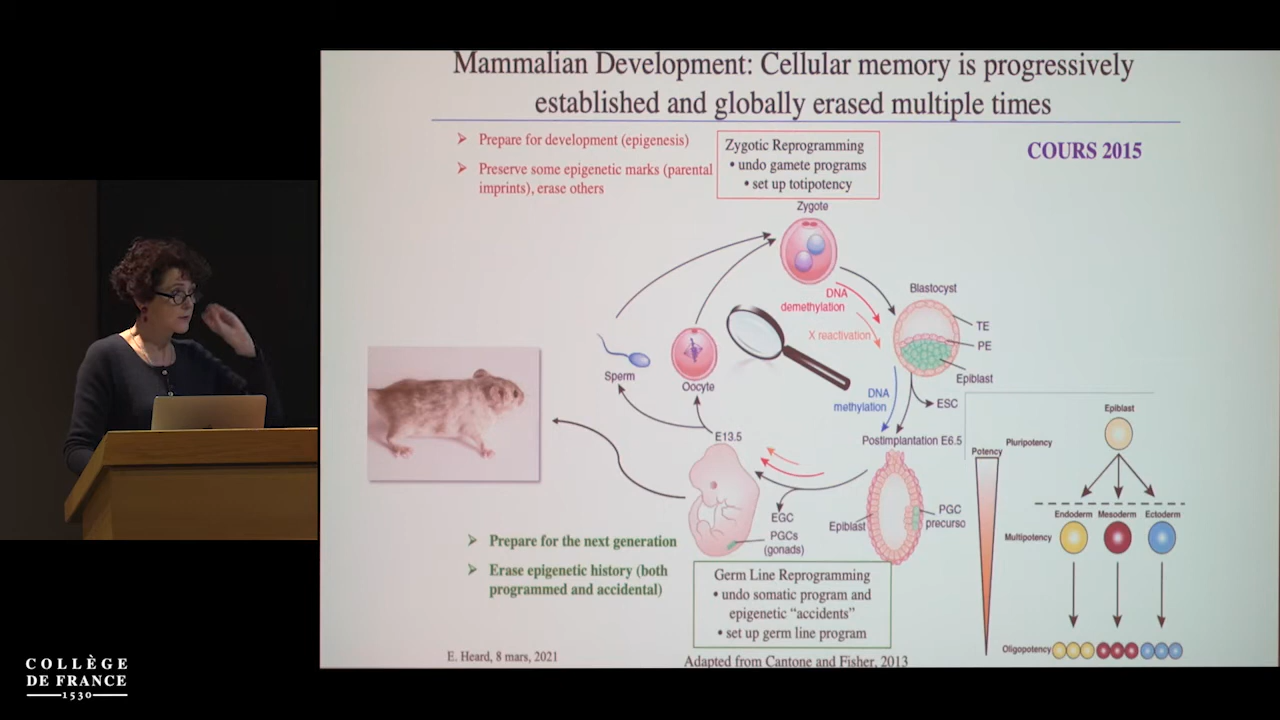 Mammalian Development: Cellular memory is progressively
established and globally erased multiple times
➢ Prepare for development (epigenesis)
➢ Preserve some epigenetic marks (parental
imprints), erase others
Zygotic Reprogramming
• undo gamete programs
• set up totipotency
COURS 2015
Zygote
DNA
demethylation
X reactivation
Blastocyst
TE
PE
Epiblast
Sperm
Oocyte
DNA
methylation
ESC
E13.5
Postimplantation E6.5
EGC
PGCs
(gonads)
Epiblast
PGC
precurso
Epiblast
Potency
Pluripotency
Endoderm Mesoderm Ectoderm
Multipotency
Oligopotency
➢ Prepare for the next generation
➢ Erase epigenetic history (both
programmed and accidental)
Germ Line Reprogramming
• undo somatic program and
epigenetic “accidents”
• set up germ line program
E. Heard, 8 mars, 2021
Adapted from Cantone and Fisher, 2013
COLLÈGE
DE FRANCE
1530